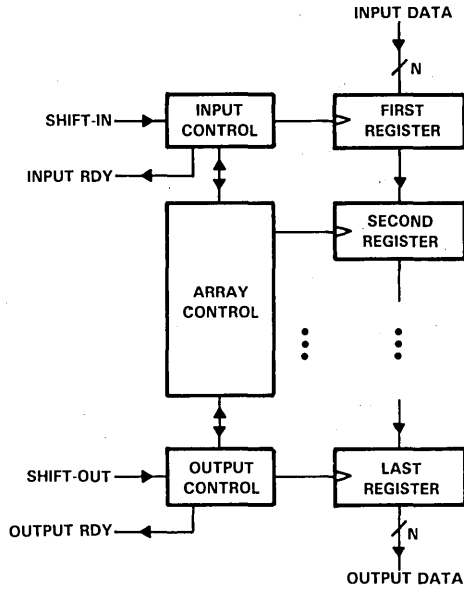 INPUT DATA
N
SHIFT-IN
INPUT
CONTROL
FIRST
REGISTER
INPUT RDY
SECOND
REGISTER
ARRAY
CONTROL
SHIFT-OUT
OUTPUT
CONTROL
LAST
REGISTER
OUTPUT RDY
N
OUTPUT DATA